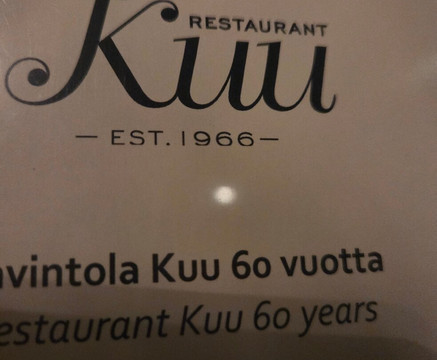 RESTAURANT
Kuu
— EST. 1966 —
avintola Kuu 60 vuotta
estaurant Kuu 60 years